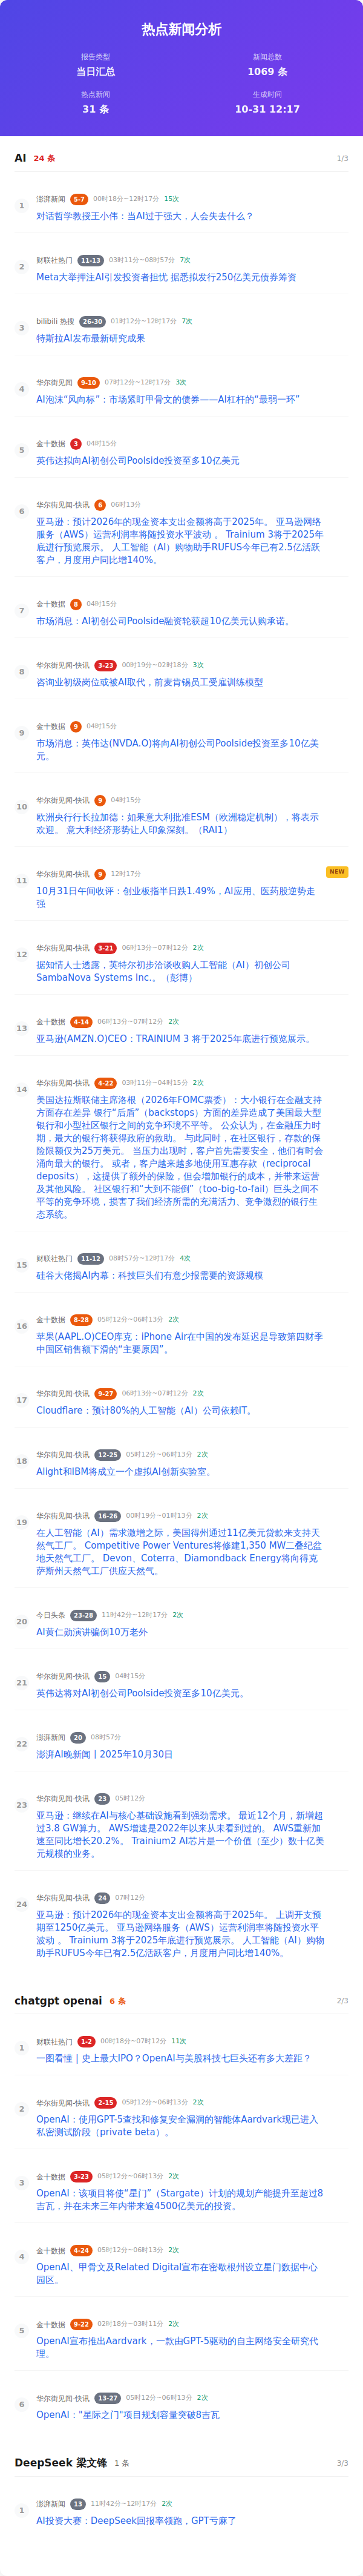 热点新闻分析
报告类型
新闻总数
当日汇总
1069 条
热点新闻
生成时间
31 条
10-31 12:17
AI 24 条 1/3
1
澎湃新闻 5-7 00时18分~12时17分 15次
对话哲学教授王小伟：当AI过于强大，人会失去什么？
2
财联社热门 11-13 03时11分~08时57分 7次
Meta大举押注AI引发投资者担忧 据悉拟发行250亿美元债券筹资
3
bilibili 热搜 26-30 01时12分~12时17分 7次
特斯拉AI发布最新研究成果
4
华尔街见闻 9-10 07时12分~12时17分 3次
AI泡沫“风向标”：市场紧盯甲骨文的债券——AI杠杆的“最弱一环”
5
金十数据 3 04时15分
英伟达拟向AI初创公司Poolside投资至多10亿美元
6
华尔街见闻-快讯 6 06时13分
亚马逊：预计2026年的现金资本支出金额将高于2025年。 亚马逊网络
服务（AWS）运营利润率将随投资水平波动 。 Trainium 3将于2025年
底进行预览展示。 人工智能（AI）购物助手RUFUS今年已有2.5亿活跃
客户，月度用户同比增140%。
7
金十数据 8 04时15分
市场消息：AI初创公司Poolside融资轮获超10亿美元认购承诺。
8
华尔街见闻-快讯 3-23 00时19分~02时18分 3次
咨询业初级岗位或被AI取代，前麦肯锡员工受雇训练模型
9
金十数据 9 04时15分
市场消息：英伟达(NVDA.O)将向AI初创公司Poolside投资至多10亿美
元。
10
华尔街见闻-快讯 9 04时15分
欧洲央行行长拉加德：如果意大利批准ESM（欧洲稳定机制），将表示
欢迎。 意大利经济形势让人印象深刻。（RAI1）
11
华尔街见闻-快讯 9 12时17分
NEW
10月31日午间收评：创业板指半日跌1.49%，AI应用、医药股逆势走
强
12
华尔街见闻-快讯 3-21 06时13分~07时12分 2次
据知情人士透露，英特尔初步洽谈收购人工智能（AI）初创公司
SambaNova Systems Inc.。（彭博）
13
金十数据 4-14 06时13分~07时12分 2次
亚马逊(AMZN.O)CEO：TRAINIUM 3 将于2025年底进行预览展示。
14
华尔街见闻-快讯 4-22 03时11分~04时15分 2次
美国达拉斯联储主席洛根（2026年FOMC票委）：大小银行在金融支持
方面存在差异 银行“后盾”（backstops）方面的差异造成了美国最大型
银行和小型社区银行之间的竞争环境不平等。 公众认为，在金融压力时
期，最大的银行将获得政府的救助。 与此同时，在社区银行，存款的保
险限额仅为25万美元。 当压力出现时，客户首先需要安全，他们有时会
涌向最大的银行。 或者，客户越来越多地使用互惠存款（reciprocal
deposits），这提供了额外的保险，但会增加银行的成本，并带来运营
及其他风险。 社区银行和“大到不能倒”（too-big-to-fail）巨头之间不
平等的竞争环境，损害了我们经济所需的充满活力、竞争激烈的银行生
态系统。
15
财联社热门 11-12 08时57分~12时17分 4次
硅谷大佬揭AI内幕：科技巨头们有意少报需要的资源规模
16
金十数据 8-28 05时12分~06时13分 2次
苹果(AAPL.O)CEO库克：iPhone Air在中国的发布延迟是导致第四财季
中国区销售额下滑的“主要原因”。
17
华尔街见闻-快讯 9-27 06时13分~07时12分 2次
Cloudflare：预计80%的人工智能（AI）公司依赖IT。
18
华尔街见闻-快讯 12-25 05时12分~06时13分 2次
Alight和IBM将成立一个虚拟AI创新实验室。
19
华尔街见闻-快讯 16-26 00时19分~01时13分 2次
在人工智能（AI）需求激增之际，美国得州通过11亿美元贷款来支持天
然气工厂。 Competitive Power Ventures将修建1,350 MW二叠纪盆
地天然气工厂。 Devon、Coterra、Diamondback Energy将向得克
萨斯州天然气工厂供应天然气。
20
今日头条 23-28 11时42分~12时17分 2次
AI黄仁勋演讲骗倒10万老外
21
华尔街见闻-快讯 15 04时15分
英伟达将对AI初创公司Poolside投资至多10亿美元。
22
澎湃新闻 20 08时57分
澎湃AI晚新闻丨2025年10月30日
23
华尔街见闻-快讯 23 05时12分
亚马逊：继续在AI与核心基础设施看到强劲需求。 最近12个月，新增超
过3.8 GW算力。 AWS增速是2022年以来从未看到过的。 AWS重新加
速至同比增长20.2%。 Trainium2 AI芯片是一个价值（至少）数十亿美
元规模的业务。
24
华尔街见闻-快讯 24 07时12分
亚马逊：预计2026年的现金资本支出金额将高于2025年。 上调开支预
期至1250亿美元。 亚马逊网络服务（AWS）运营利润率将随投资水平
波动 。 Trainium 3将于2025年底进行预览展示。 人工智能（AI）购物
助手RUFUS今年已有2.5亿活跃客户，月度用户同比增140%。
chatgpt openai 6 条 2/3
1
财联社热门 1-2 00时18分~07时12分 11次
一图看懂 | 史上最大IPO？OpenAI与美股科技七巨头还有多大差距？
2
华尔街见闻-快讯 2-15 05时12分~06时13分 2次
OpenAI：使用GPT-5查找和修复安全漏洞的智能体Aardvark现已进入
私密测试阶段（private beta）。
3
金十数据 3-23 05时12分~06时13分 2次
OpenAI：该项目将使“星门”（Stargate）计划的规划产能提升至超过8
吉瓦，并在未来三年内带来逾4500亿美元的投资。
4
金十数据 4-24 05时12分~06时13分 2次
OpenAI、甲骨文及Related Digital宣布在密歇根州设立星门数据中心
园区。
5
金十数据 9-22 02时18分~03时11分 2次
OpenAI宣布推出Aardvark，一款由GPT-5驱动的自主网络安全研究代
理。
6
华尔街见闻-快讯 13-27 05时12分~06时13分 2次
OpenAI："星际之门"项目规划容量突破8吉瓦
DeepSeek 梁文锋 1 条 3/3
1
澎湃新闻 13 11时42分~12时17分 2次
AI投资大赛：DeepSeek回报率领跑，GPT亏麻了